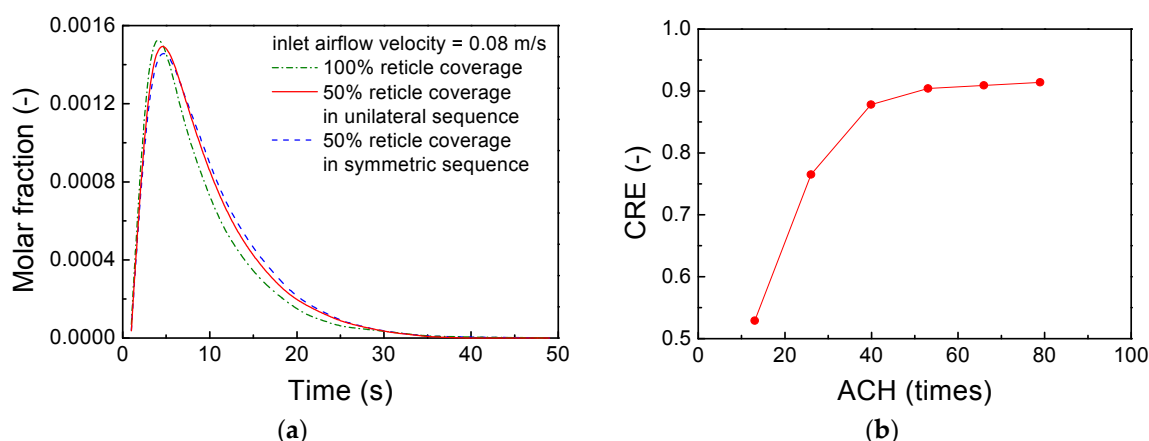 0.0016
0.0012
0.0008
0.0004
0.0000
Molar fraction (-)
inlet airflow velocity = 0.08 m/s
100% reticle coverage
50% reticle coverage
in unilateral sequence
50% reticle coverage
in symmetric sequence
0 10 20 30 40 50
Time (s)
(a)
1.0
0.9
0.8
0.7
0.6
0.5
CRE (-)
0 20 40 60 80 100
ACH (times)
(b)